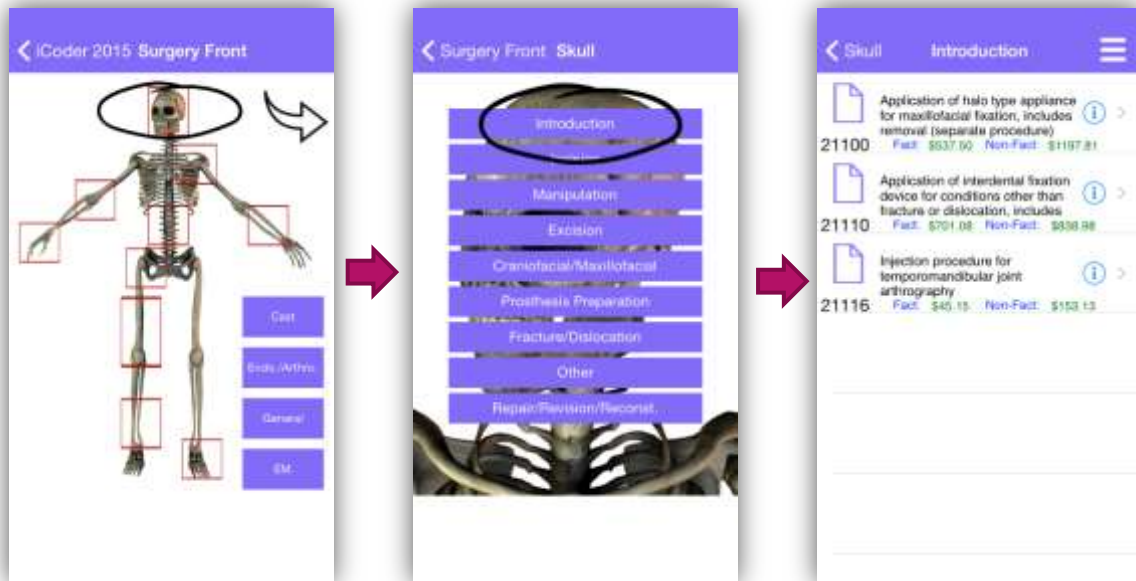 iCoder 2015 Surgery Front
Cast
Endo./Arthro.
General
EM
Surgery Front Skull
Introduction
Manipulation
Excision
Craniofacial/Maxillofacial
Prosthesis Preparation
Fracture/Dislocation
Other
Repair/Revision/Reconst.
Skull Introduction
Application of halo type appliance
for maxillofacial fixation, includes
removal (separate procedure)
21100 Fact: $537.50 Non-Fact: $1197.81
Application of interdental fixation
device for conditions other than
fracture or dislocation, includes
21110 Fact: $701.08 Non-Fact: $838.98
Injection procedure for
temporomandibular joint
arthrography
21116 Fact: $45.15 Non-Fact: $153.13